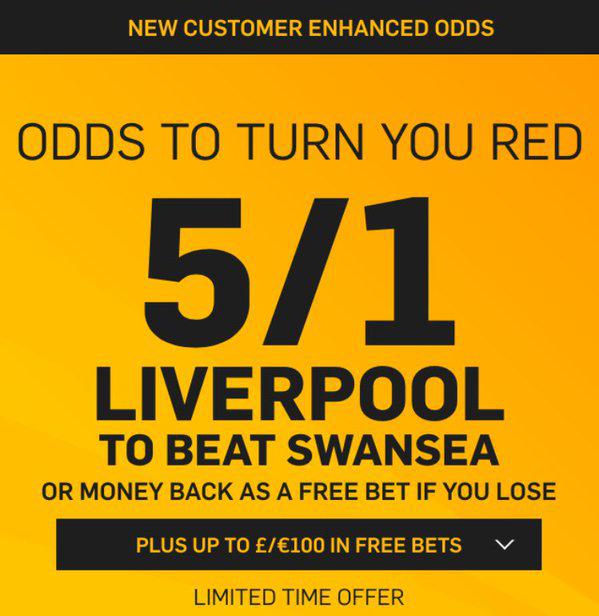 NEW CUSTOMER ENHANCED ODDS
ODDS TO TURN YOU RED
5/1
LIVERPOOL
TO BEAT SWANSEA
OR MONEY BACK AS A FREE BET IF YOU LOSE
PLUS UP TO £/€100 IN FREE BETS
LIMITED TIME OFFER